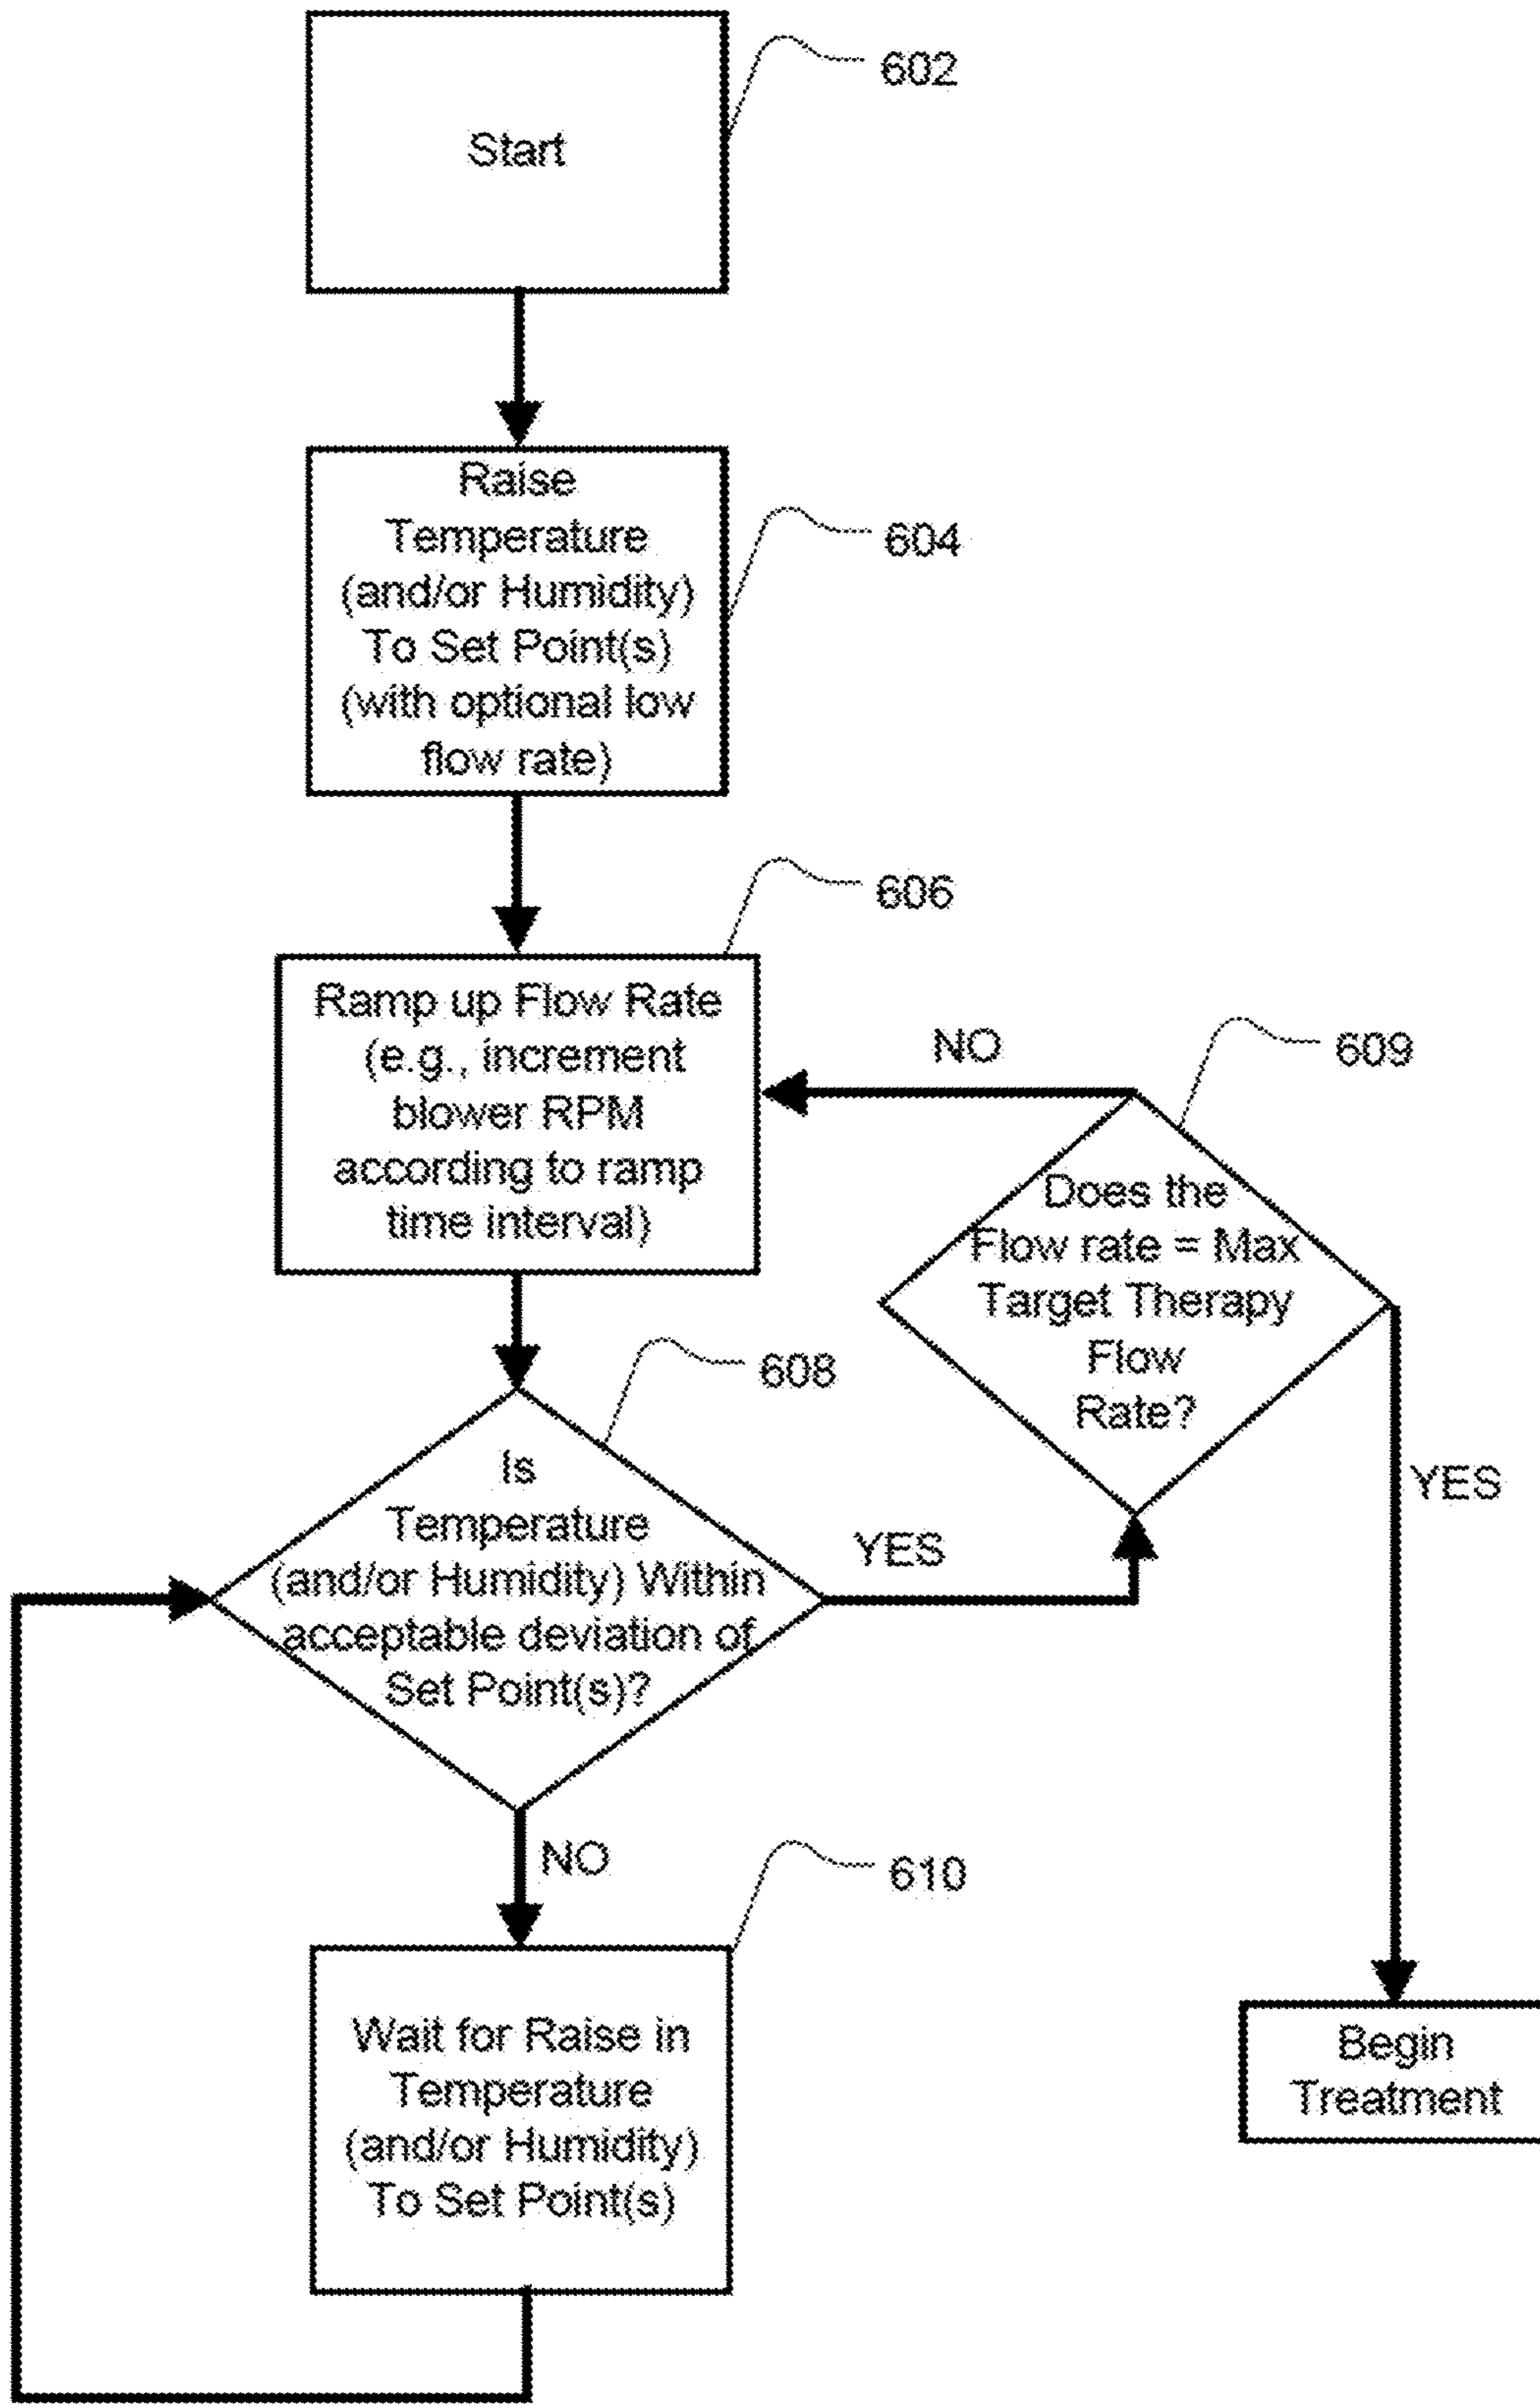 602
Start
604
Raise
Temperature
(and/or Humidity)
To Set Point(s)
(with optional low
flow rate)
606
Ramp up Flow Rate
(e.g., increment
blower RPM
according to ramp
time interval)
NO
609
Does the
Flow rate = Max
Target Therapy
Flow
Rate?
608
Is
Temperature
(and/or Humidity) Within
acceptable deviation of
Set Point(s)?
YES
YES
NO
610
Wait for Raise in
Temperature
(and/or Humidity)
To Set Point(s)
Begin
Treatment